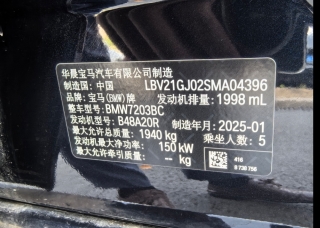 华晨宝马汽车有限公司制造
制造国：中国 LBV21GJ02SMA04396
品牌：宝马(BMW)牌 发动机排量：1998 mL
整车型号：BMW7203BC
发动机型号：B48A20R 制造年月：2025-01
最大允许总质量：1940 kg 乘坐人数：5
最大净功率：150 kW
最大允许牵引质量：-- kg
416